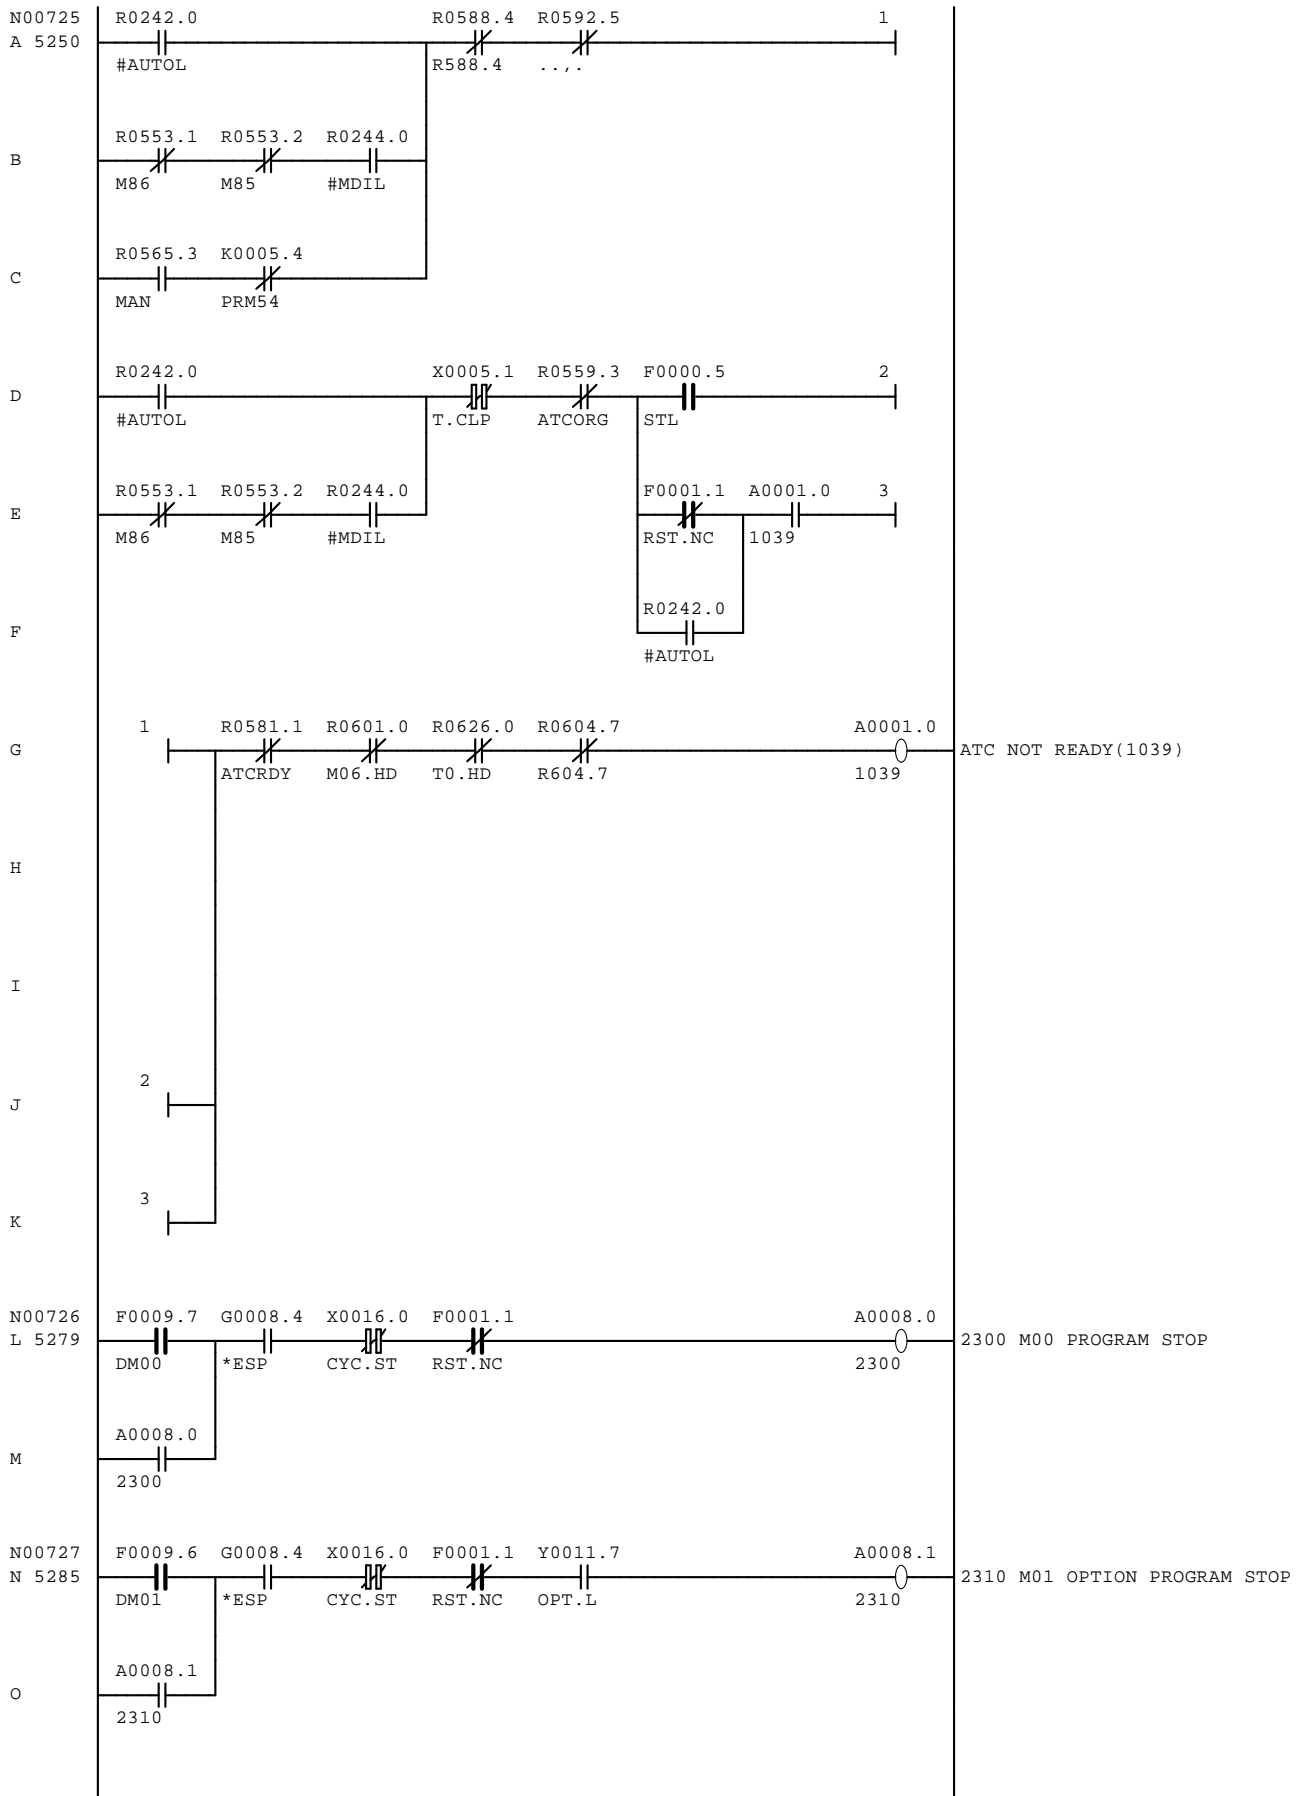 N00725 R0242.0 R0588.4 R0592.5 1
A 5250
#AUTOL R588.4 ..,.
R0553.1 R0553.2 R0244.0
B
M86 M85 #MDIL
R0565.3 K0005.4
C
MAN PRM54
R0242.0 X0005.1 R0559.3 F0000.5 2
D
#AUTOL T.CLP ATCORG STL
R0553.1 R0553.2 R0244.0 F0001.1 A0001.0 3
E
M86 M85 #MDIL RST.NC 1039
R0242.0
F
#AUTOL
1 R0581.1 R0601.0 R0626.0 R0604.7 A0001.0
G ATC NOT READY(1039)
ATCRDY M06.HD T0.HD R604.7 1039
H
I
2
J
3
K
N00726 F0009.7 G0008.4 X0016.0 F0001.1 A0008.0
L 5279 2300 M00 PROGRAM STOP
DM00 *ESP CYC.ST RST.NC 2300
A0008.0
M
2300
N00727 F0009.6 G0008.4 X0016.0 F0001.1 Y0011.7 A0008.1
N 5285 2310 M01 OPTION PROGRAM STOP
DM01 *ESP CYC.ST RST.NC OPT.L 2310
A0008.1
O
2310